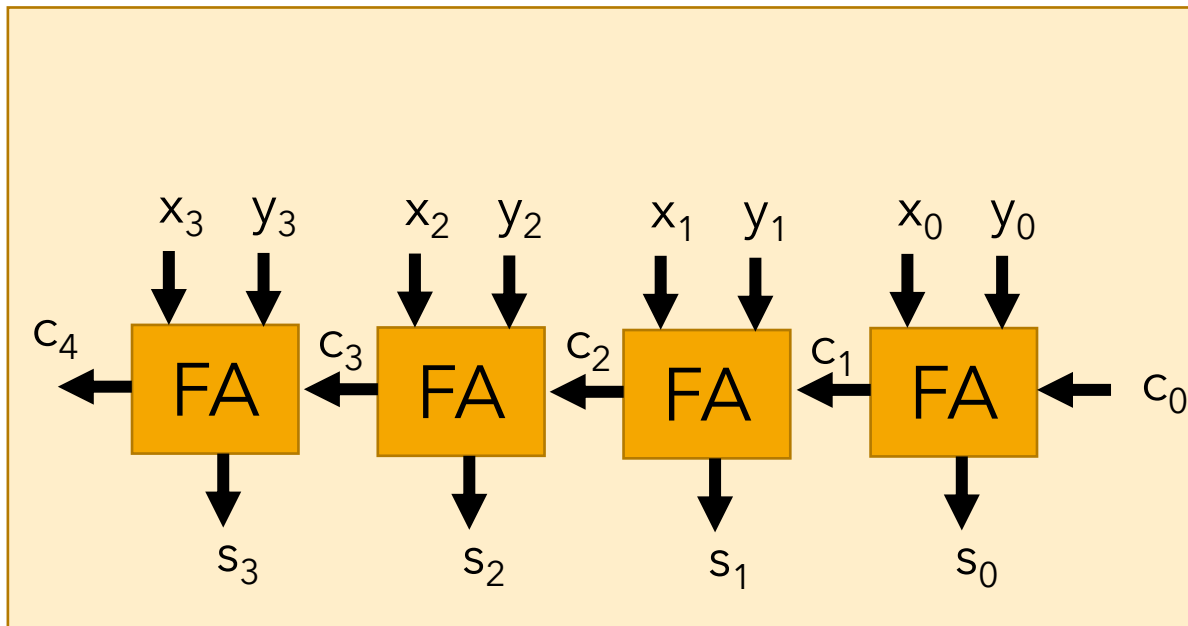 x₃ y₃ x₂ y₂ x₁ y₁ x₀ y₀
c₄ FA c₃ FA c₂ FA c₁ FA c₀
s₃ s₂ s₁ s₀